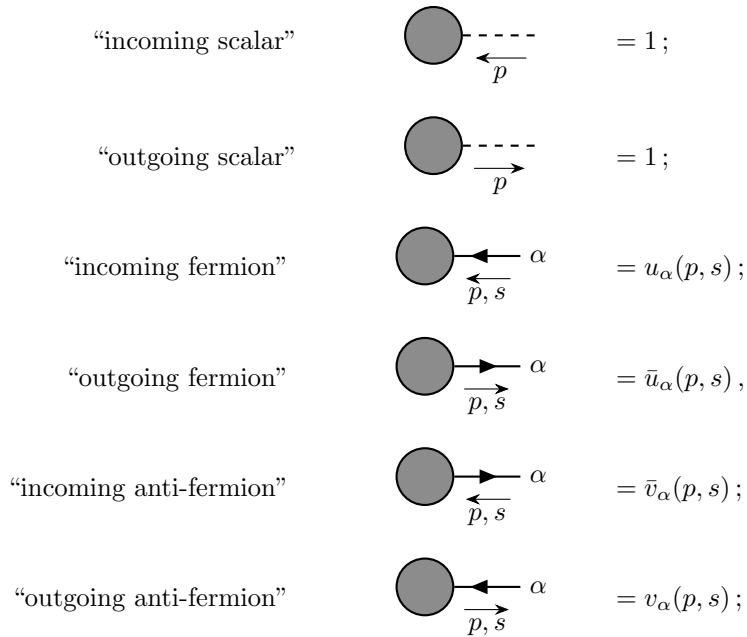 “incoming scalar” p = 1 ;
“outgoing scalar” p = 1 ;
“incoming fermion” α p, s = u_α(p, s) ;
“outgoing fermion” α p, s = ū_α(p, s) ,
“incoming anti-fermion” α p, s = v̄_α(p, s) ;
“outgoing anti-fermion” α p, s = v_α(p, s) ;